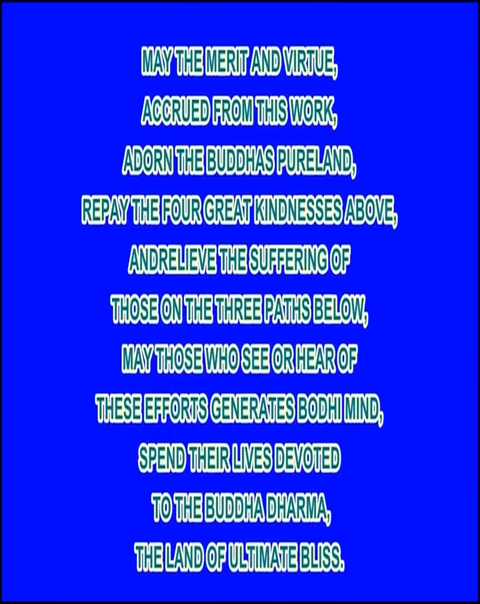 MAY THE MERIT AND VIRTUE,
ACCRUED FROM THIS WORK,
ADORN THE BUDDHAS PURELAND,
REPAY THE FOUR GREAT KINDNESSES ABOVE,
ANDRELIEVE THE SUFFERING OF
THOSE ON THE THREE PATHS BELOW,
MAY THOSE WHO SEE OR HEAR OF
THESE EFFORTS GENERATES BODHI MIND,
SPEND THEIR LIVES DEVOTED
TO THE BUDDHA DHARMA,
THE LAND OF ULTIMATE BLISS.